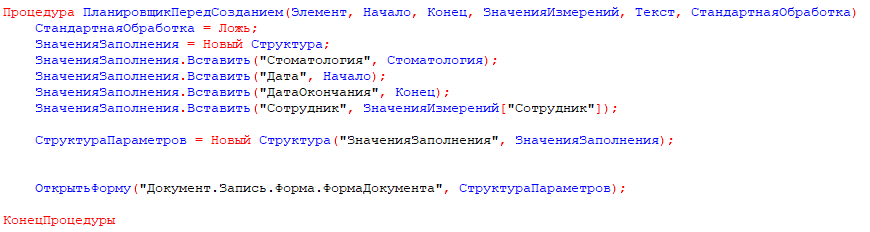 Процедура ПланировщикПередСозданием(Элемент, Начало, Конец, ЗначенияИзмерений, Текст, СтандартнаяОбработка)
СтандартнаяОбработка = Ложь;
ЗначенияЗаполнения = Новый Структура;
ЗначенияЗаполнения.Вставить("Стоматология", Стоматология);
ЗначенияЗаполнения.Вставить("Дата", Начало);
ЗначенияЗаполнения.Вставить("ДатаОкончания", Конец);
ЗначенияЗаполнения.Вставить("Сотрудник", ЗначенияИзмерений["Сотрудник"]);
СтруктураПараметров = Новый Структура("ЗначенияЗаполнения", ЗначенияЗаполнения);
ОткрытьФорму("Документ.Запись.Форма.ФормаДокумента", СтруктураПараметров);
КонецПроцедуры